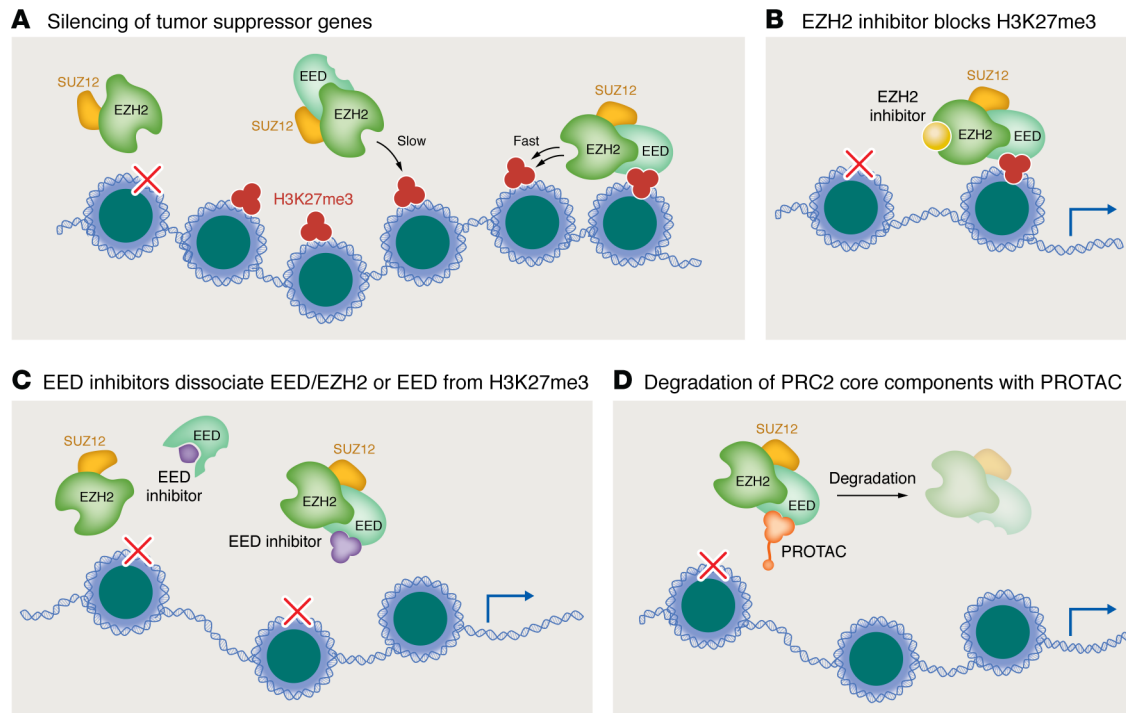 A Silencing of tumor suppressor genes
SUZ12
EZH2
EED
SUZ12
EZH2
Slow
H3K27me3
Fast
SUZ12
EZH2
EED
B EZH2 inhibitor blocks H3K27me3
EZH2
inhibitor
SUZ12
EZH2
EED
C EED inhibitors dissociate EED/EZH2 or EED from H3K27me3
SUZ12
EZH2
EED
EED
inhibitor
SUZ12
EZH2
EED
EED inhibitor
D Degradation of PRC2 core components with PROTAC
SUZ12
EZH2
EED
Degradation
PROTAC